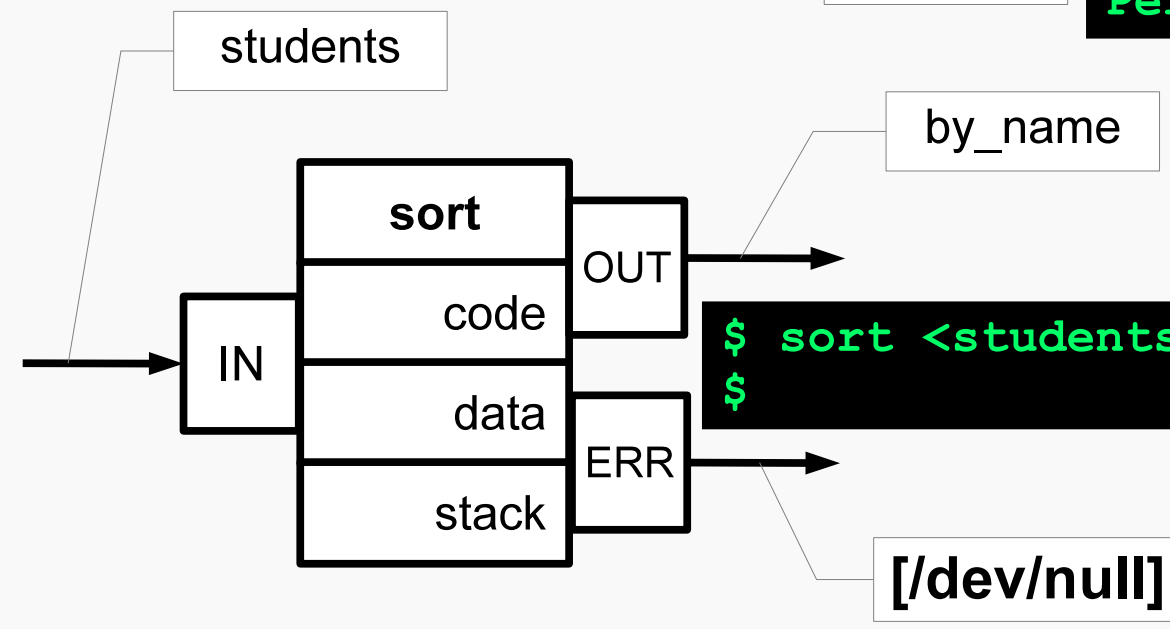 students
by_name
sort
OUT
code
IN
$ sort <students
$
data
ERR
stack
[/dev/null]